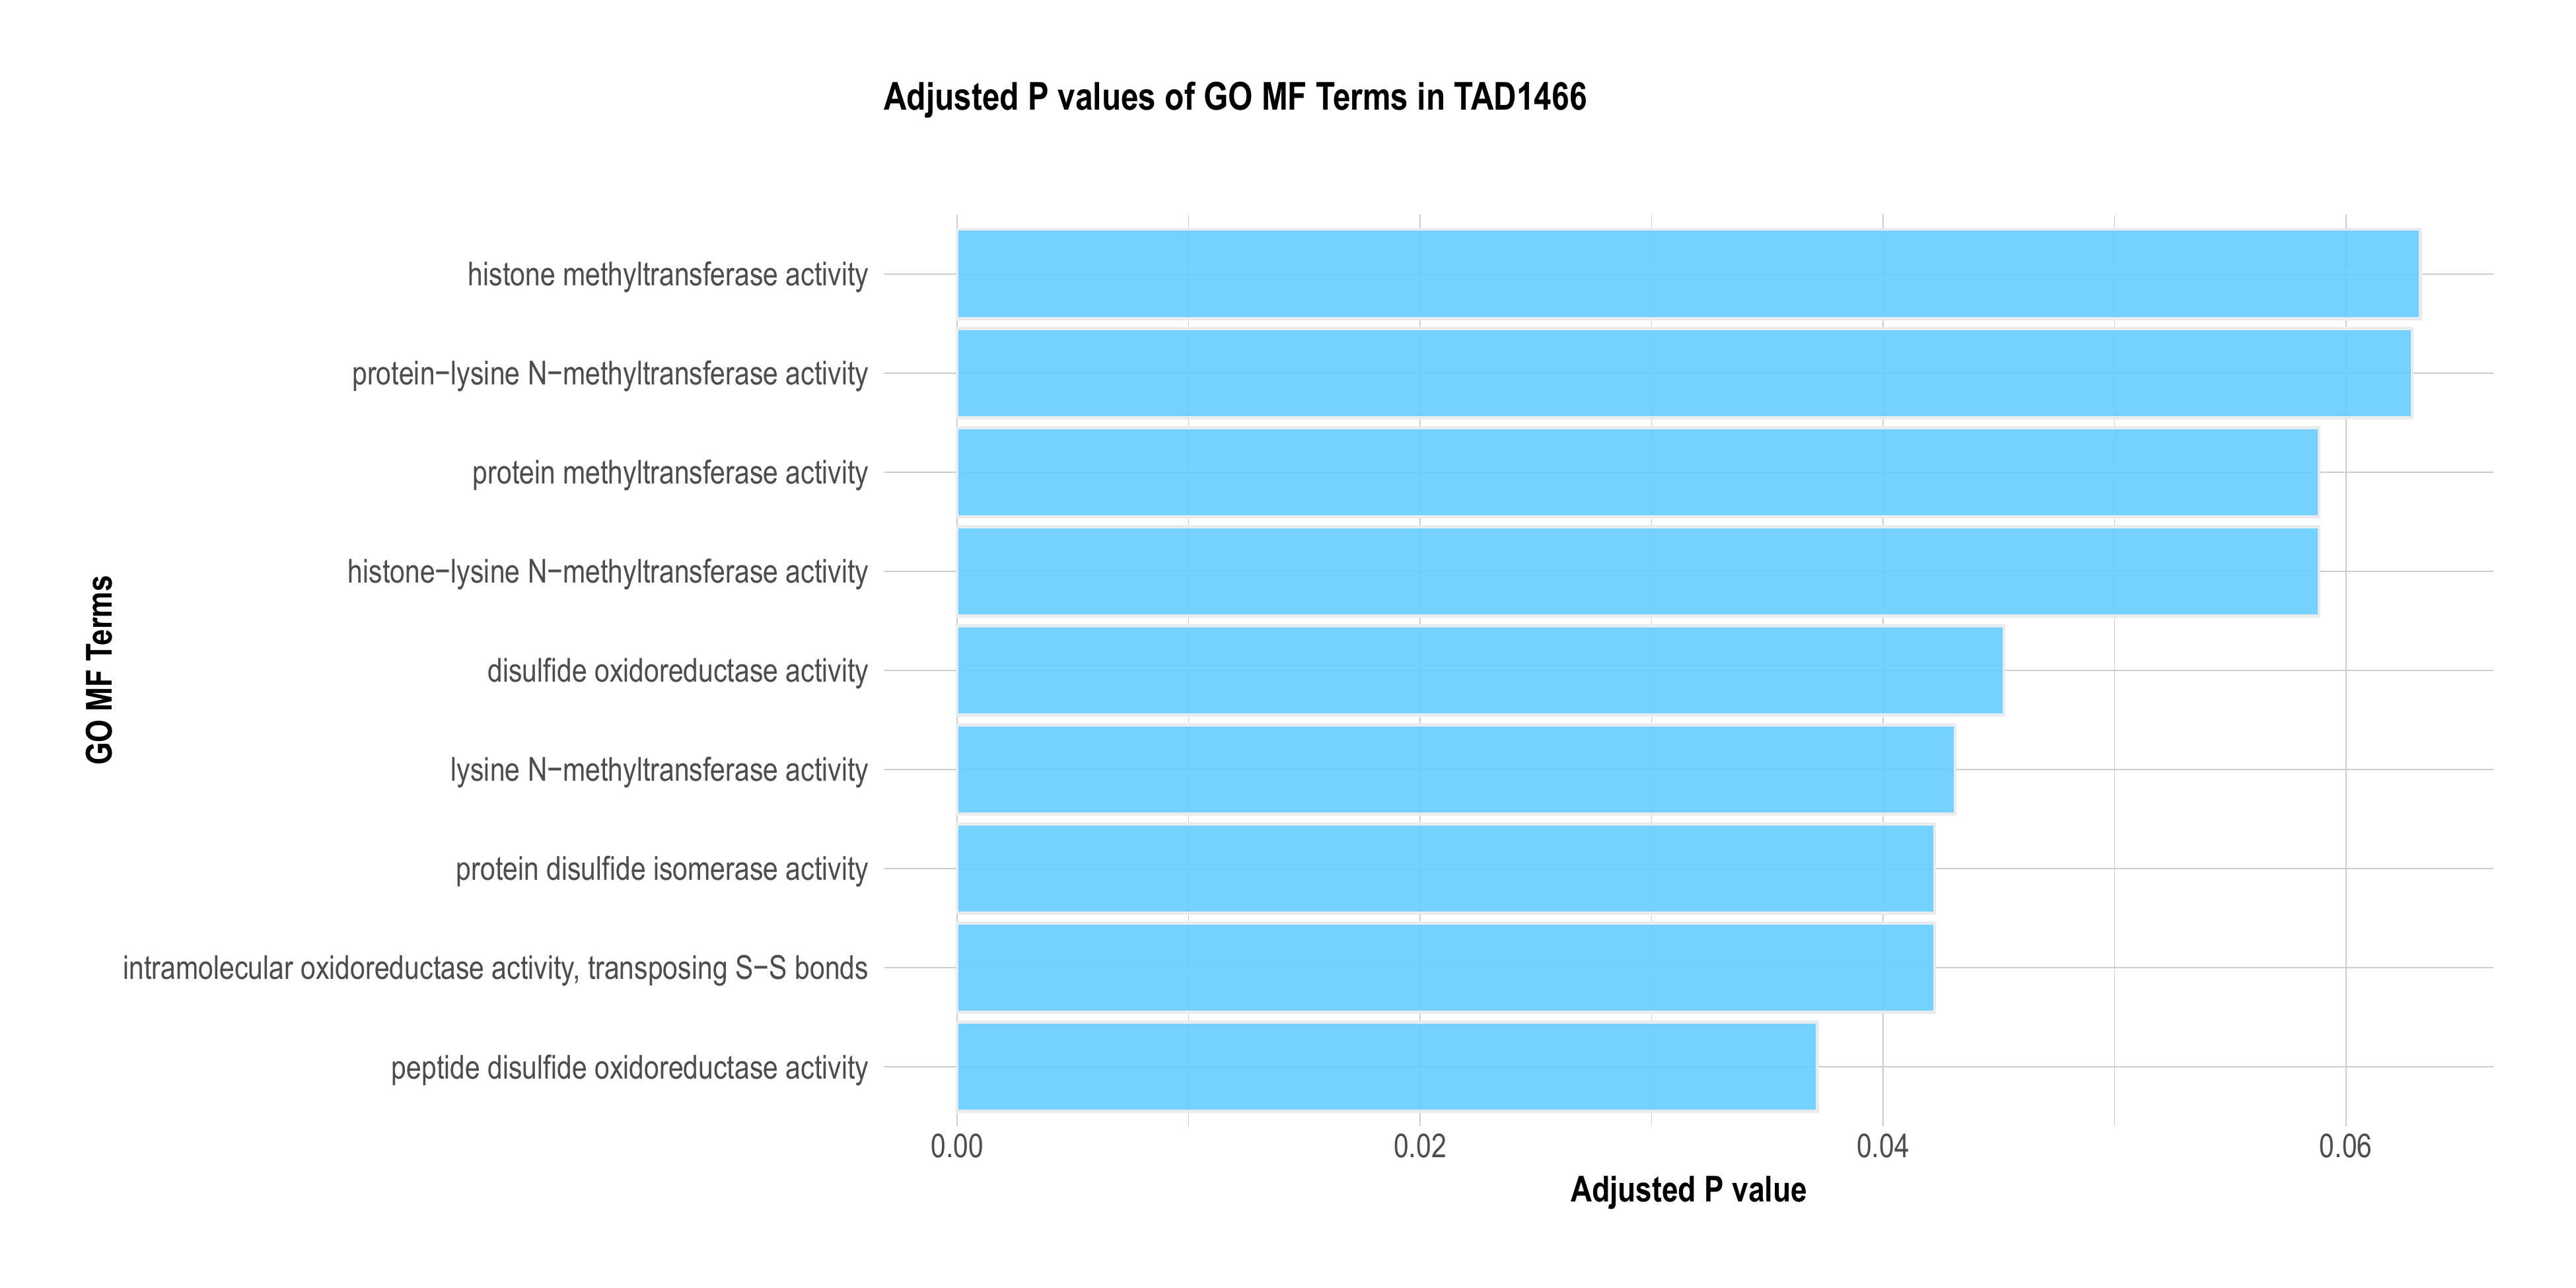 Adjusted P values of GO MF Terms in TAD1466
GO MF Terms
histone methyltransferase activity
protein−lysine N−methyltransferase activity
protein methyltransferase activity
histone−lysine N−methyltransferase activity
disulfide oxidoreductase activity
lysine N−methyltransferase activity
protein disulfide isomerase activity
intramolecular oxidoreductase activity, transposing S−S bonds
peptide disulfide oxidoreductase activity
0.00 0.02 0.04 0.06
Adjusted P value